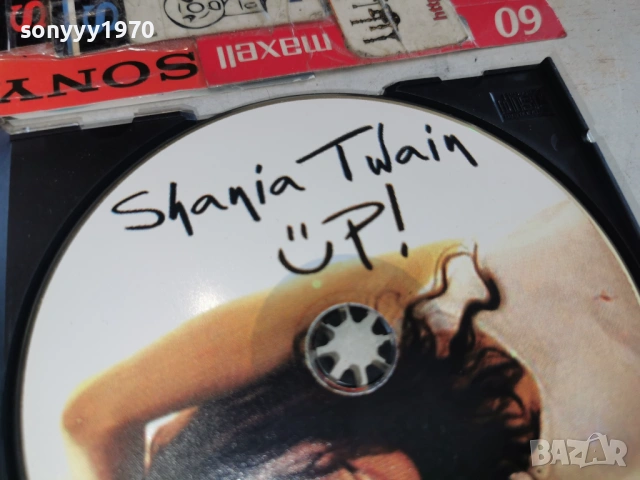 sonyyy1970
maxell
60
SONY
Shania Twain
UP!
BAZAR